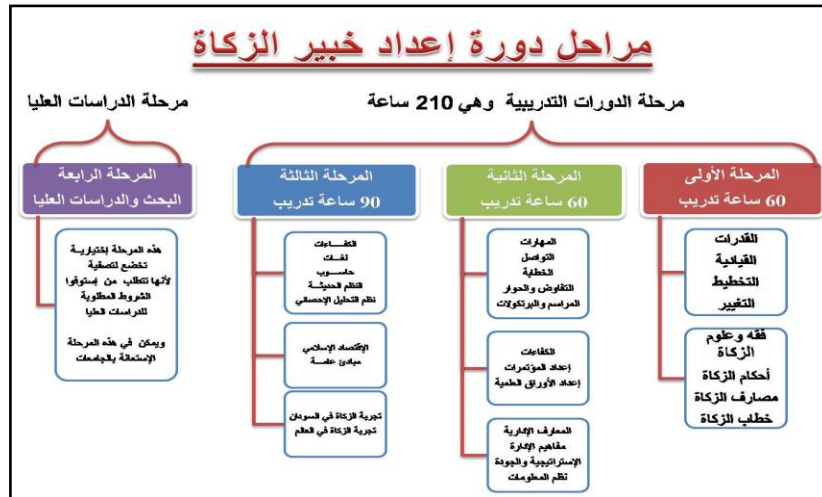 مراحل دورة إعداد خبير الزكاة
مرحلة الدورات التدريبية وهي 210 ساعة
مرحلة الدراسات العليا
المرحلة الأولى
60 ساعة تدريب
القدرات
القيادية
التخطيط
التغيير
فقه وعلوم
الزكاة
أحكام الزكاة
مصارف الزكاة
خطاب الزكاة
المرحلة الثانية
60 ساعة تدريب
المهارات
التواصل
الخطابة
التفاوض والحوار
المراسم والبرتكولات
الكفاءات
إعداد المؤتمرات
إعداد الأوراق العلمية
المعارف الإدارية
مفاهيم الإدارة
الإستراتيجية والجودة
نظم المعلومات
المرحلة الثالثة
90 ساعة تدريب
الكفاءات
لغات
حاسوب
النظم الحديثة
نظم التحليل الإحصائي
الإقتصاد الإسلامي
مبادئ عامة
تجربة الزكاة في السودان
تجربة الزكاة في العالم
المرحلة الرابعة
البحث والدراسات العليا
هذه المرحلة إختيارية
تخضع لتصفية
لأنها تتطلب من إستوفوا
الشروط المطلوبة
للدراسات العليا
ويمكن في هذه المرحلة
الإستعانة بالجامعات